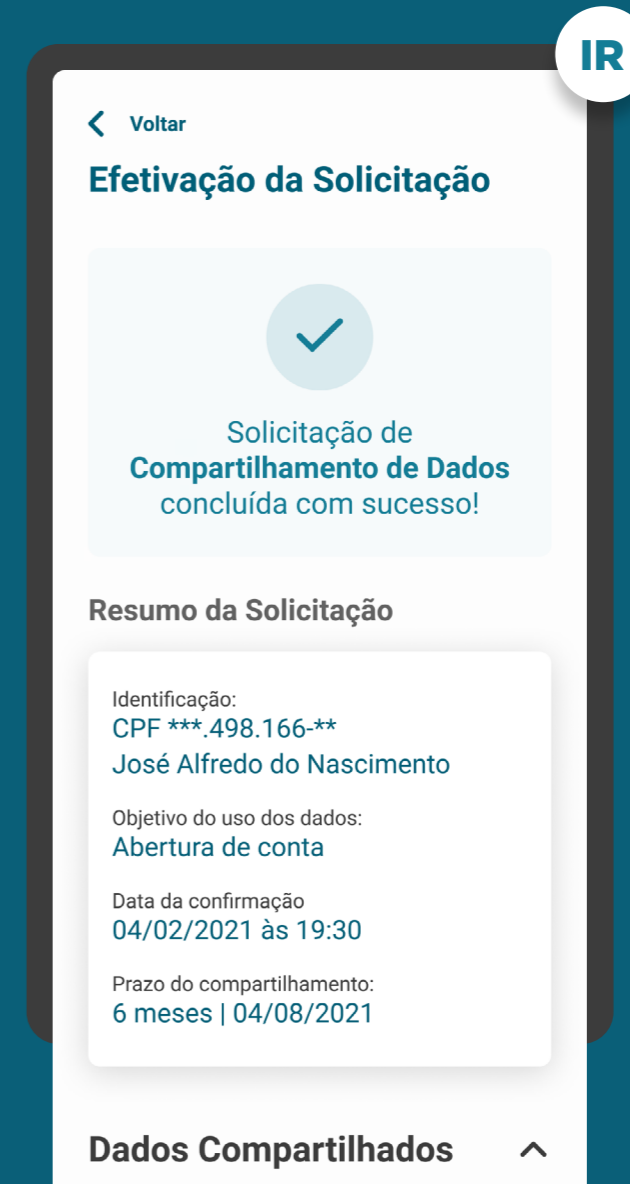 IR
Voltar
Efetivação da Solicitação
Solicitação de
Compartilhamento de Dados
concluída com sucesso!
Resumo da Solicitação
Identificação:
CPF ***.498.166-**
José Alfredo do Nascimento
Objetivo do uso dos dados:
Abertura de conta
Data da confirmação
04/02/2021 às 19:30
Prazo do compartilhamento:
6 meses | 04/08/2021
Dados Compartilhados